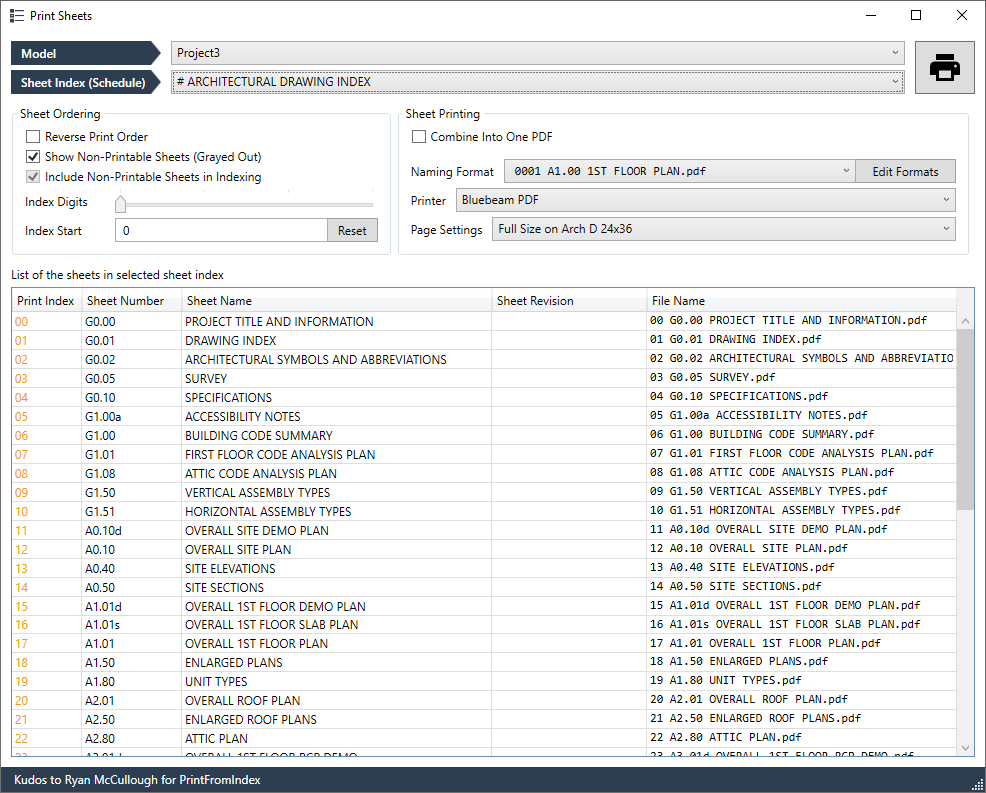 Print Sheets
Model
Project3
Sheet Index (Schedule)
# ARCHITECTURAL DRAWING INDEX
Sheet Ordering
Reverse Print Order
Show Non-Printable Sheets (Grayed Out)
Include Non-Printable Sheets in Indexing
Index Digits
Index Start
0
Reset
Sheet Printing
Combine Into One PDF
Naming Format
0001 A1.00 1ST FLOOR PLAN.pdf
Edit Formats
Printer
Bluebeam PDF
Page Settings
Full Size on Arch D 24x36
List of the sheets in selected sheet index
Print Index Sheet Number Sheet Name Sheet Revision File Name
00 G0.00 PROJECT TITLE AND INFORMATION 00 G0.00 PROJECT TITLE AND INFORMATION.pdf
01 G0.01 DRAWING INDEX 01 G0.01 DRAWING INDEX.pdf
02 G0.02 ARCHITECTURAL SYMBOLS AND ABBREVIATIONS 02 G0.02 ARCHITECTURAL SYMBOLS AND ABBREVIATIO
03 G0.05 SURVEY 03 G0.05 SURVEY.pdf
04 G0.10 SPECIFICATIONS 04 G0.10 SPECIFICATIONS.pdf
05 G1.00a ACCESSIBILITY NOTES 05 G1.00a ACCESSIBILITY NOTES.pdf
06 G1.00 BUILDING CODE SUMMARY 06 G1.00 BUILDING CODE SUMMARY.pdf
07 G1.01 FIRST FLOOR CODE ANALYSIS PLAN 07 G1.01 FIRST FLOOR CODE ANALYSIS PLAN.pdf
08 G1.08 ATTIC CODE ANALYSIS PLAN 08 G1.08 ATTIC CODE ANALYSIS PLAN.pdf
09 G1.50 VERTICAL ASSEMBLY TYPES 09 G1.50 VERTICAL ASSEMBLY TYPES.pdf
10 G1.51 HORIZONTAL ASSEMBLY TYPES 10 G1.51 HORIZONTAL ASSEMBLY TYPES.pdf
11 A0.10d OVERALL SITE DEMO PLAN 11 A0.10d OVERALL SITE DEMO PLAN.pdf
12 A0.10 OVERALL SITE PLAN 12 A0.10 OVERALL SITE PLAN.pdf
13 A0.40 SITE ELEVATIONS 13 A0.40 SITE ELEVATIONS.pdf
14 A0.50 SITE SECTIONS 14 A0.50 SITE SECTIONS.pdf
15 A1.01d OVERALL 1ST FLOOR DEMO PLAN 15 A1.01d OVERALL 1ST FLOOR DEMO PLAN.pdf
16 A1.01s OVERALL 1ST FLOOR SLAB PLAN 16 A1.01s OVERALL 1ST FLOOR SLAB PLAN.pdf
17 A1.01 OVERALL 1ST FLOOR PLAN 17 A1.01 OVERALL 1ST FLOOR PLAN.pdf
18 A1.50 ENLARGED PLANS 18 A1.50 ENLARGED PLANS.pdf
19 A1.80 UNIT TYPES 19 A1.80 UNIT TYPES.pdf
20 A2.01 OVERALL ROOF PLAN 20 A2.01 OVERALL ROOF PLAN.pdf
21 A2.50 ENLARGED ROOF PLANS 21 A2.50 ENLARGED ROOF PLANS.pdf
22 A2.80 ATTIC PLAN 22 A2.80 ATTIC PLAN.pdf
Kudos to Ryan McCullough for PrintFromIndex